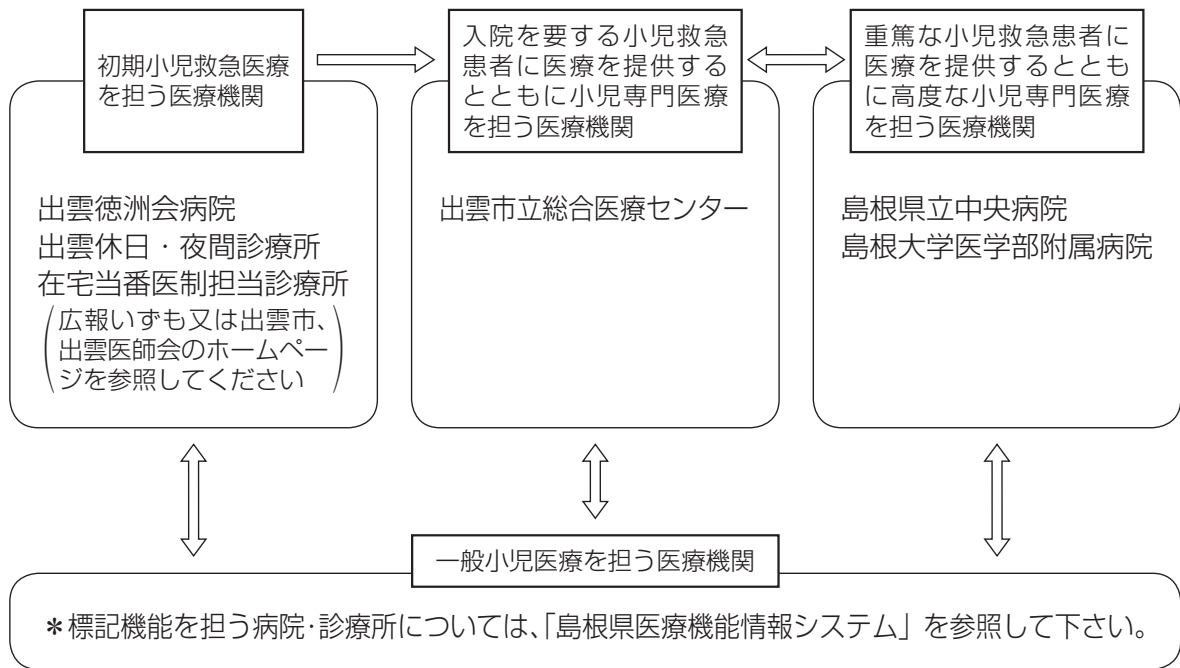 初期小児救急医療
を担う医療機関
入院を要する小児救急
患者に医療を提供する
とともに小児専門医療
を担う医療機関
重篤な小児救急患者に
医療を提供するととも
に高度な小児専門医療
を担う医療機関
出雲徳洲会病院
出雲休日・夜間診療所
在宅当番医制担当診療所
(広報いずも又は出雲市、
出雲医師会のホームペー
ジを参照してください)
出雲市立総合医療センター
島根県立中央病院
島根大学医学部附属病院
一般小児医療を担う医療機関
＊標記機能を担う病院・診療所については、「島根県医療機能情報システム」を参照して下さい。